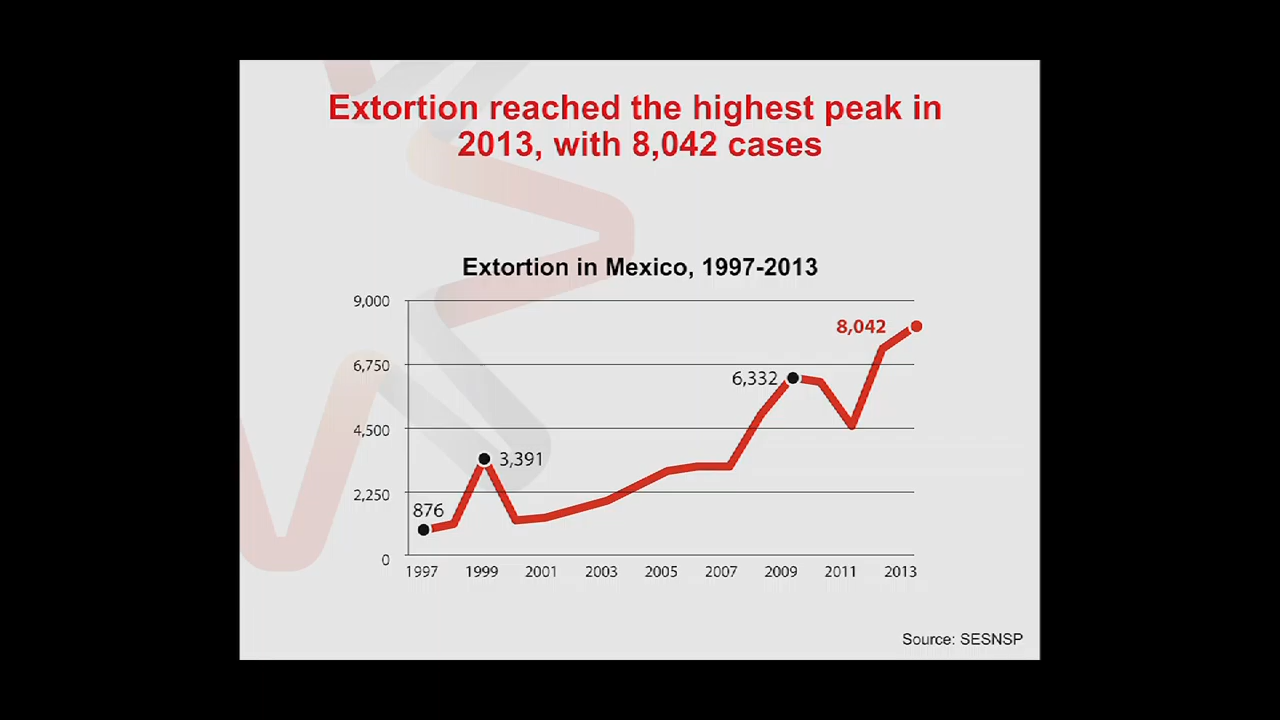 Extortion reached the highest peak in
2013, with 8,042 cases
Extortion in Mexico, 1997-2013
9,000
8,042
6,750
6,332
4,500
3,391
2,250
876
0
1997 1999 2001 2003 2005 2007 2009 2011 2013
Source: SESNSP